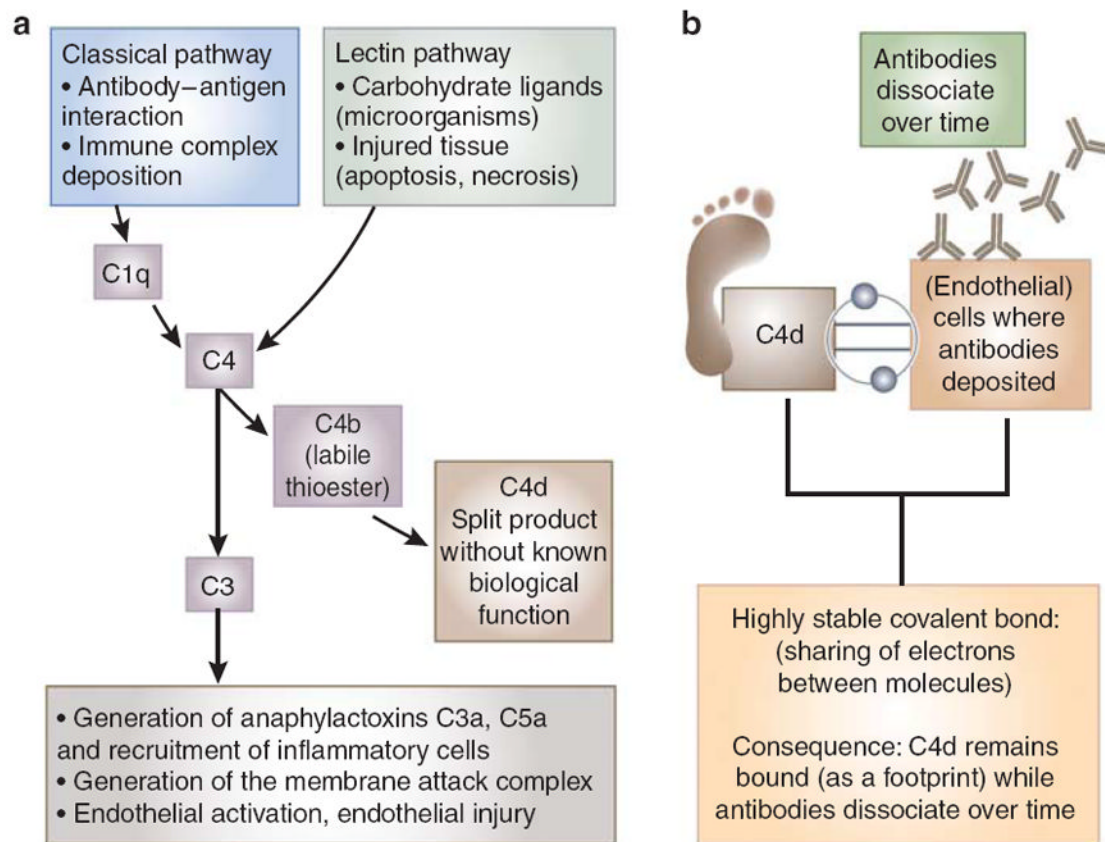 a
Classical pathway
• Antibody–antigen
interaction
• Immune complex
deposition
Lectin pathway
• Carbohydrate ligands
(microorganisms)
• Injured tissue
(apoptosis, necrosis)
C1q
C4
C4b
(labile
thioester)
C4d
Split product
without known
biological
function
C3
• Generation of anaphylactoxins C3a, C5a
and recruitment of inflammatory cells
• Generation of the membrane attack complex
• Endothelial activation, endothelial injury
b
Antibodies
dissociate
over time
C4d
(Endothelial)
cells where
antibodies
deposited
Highly stable covalent bond:
(sharing of electrons
between molecules)
Consequence: C4d remains
bound (as a footprint) while
antibodies dissociate over time